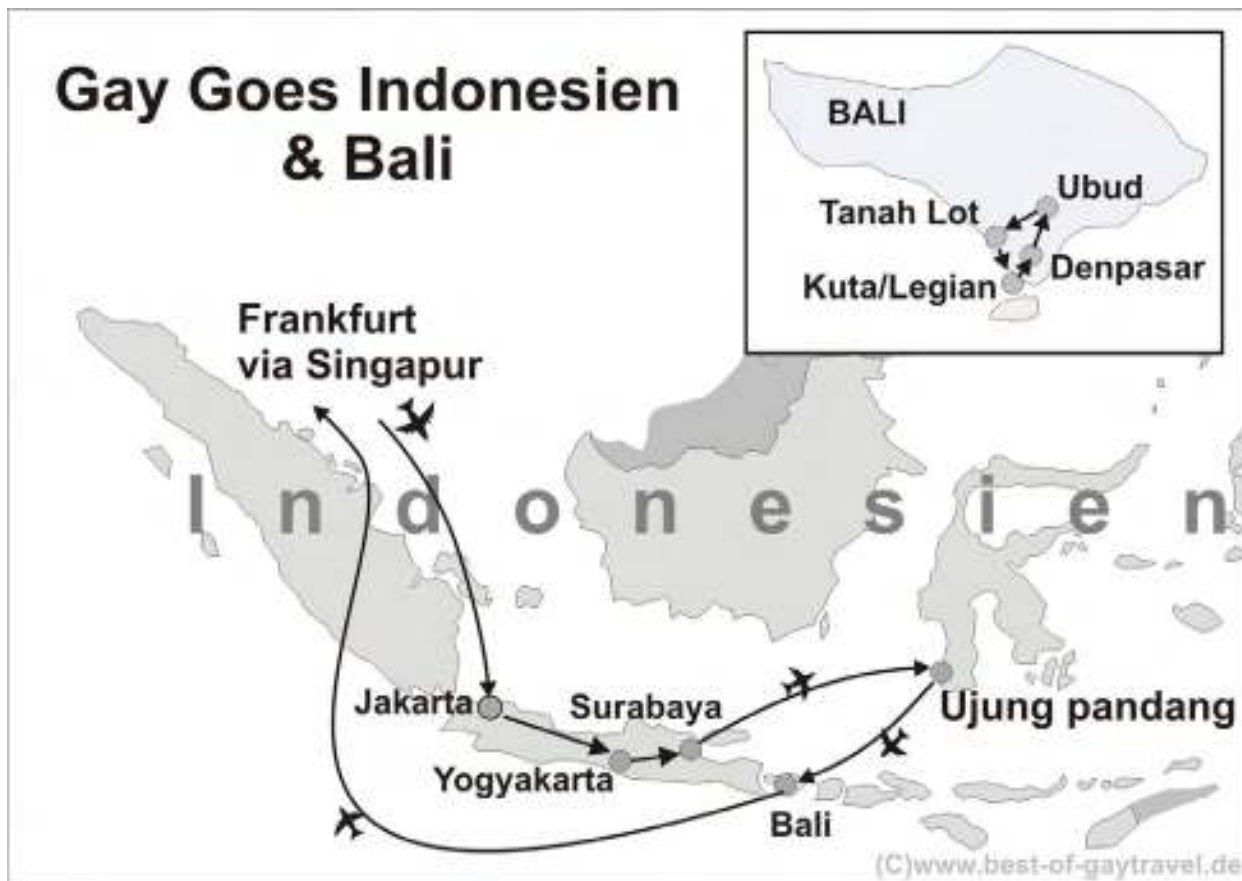 Gay Goes Indonesien
& Bali
BALI
Ubud
Tanah Lot
Denpasar
Kuta/Legian
Frankfurt
via Singapur
Indonesien
Jakarta
Surabaya
Ujung pandang
Yogyakarta
Bali
(C)www.best-of-gaytravel.de